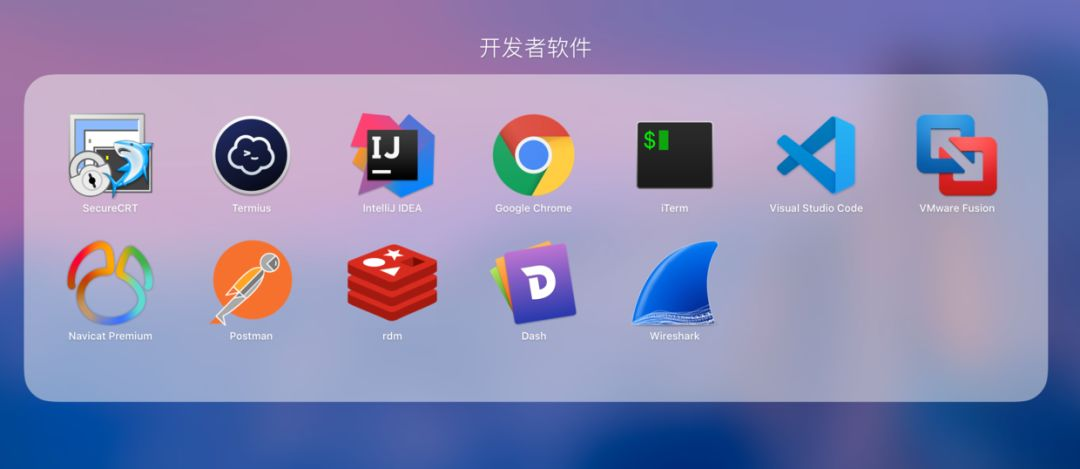 开发者软件
SecureCRT
Termius
IJ
IntelliJ IDEA
Google Chrome
$
iTerm
Visual Studio Code
VMware Fusion
Navicat Premium
Postman
rdm
D
Dash
Wireshark